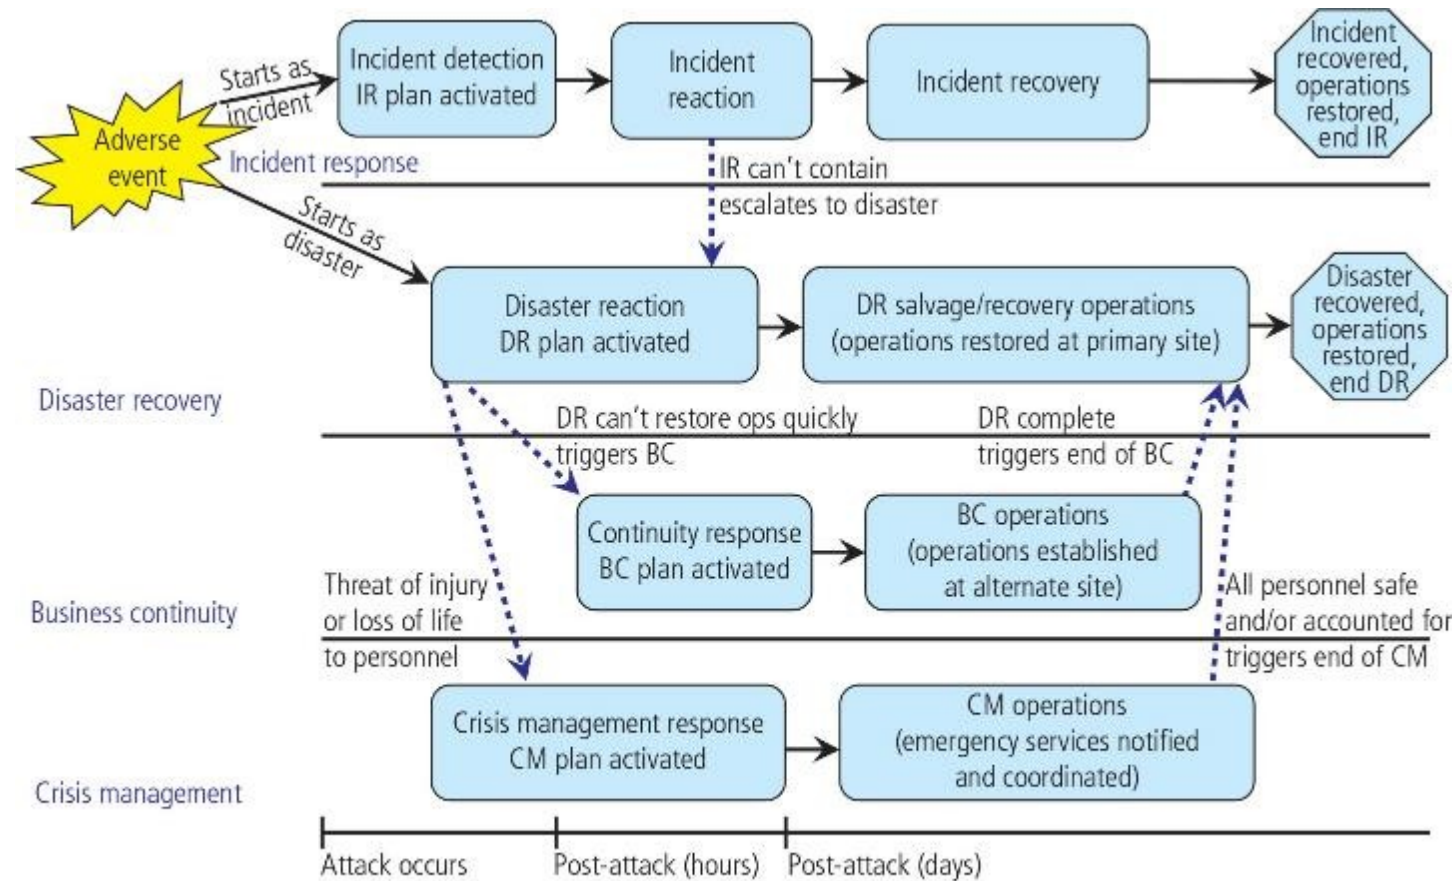 Adverse
event
Starts as
incident
Incident detection
IR plan activated
Incident
reaction
Incident recovery
Incident
recovered,
operations
restored,
end IR
Incident response
IR can't contain
escalates to disaster
Starts as
disaster
Disaster reaction
DR plan activated
DR salvage/recovery operations
(operations restored at primary site)
Disaster
recovered,
operations
restored,
end DR
Disaster recovery
DR can't restore ops quickly
triggers BC
DR complete
triggers end of BC
Continuity response
BC plan activated
BC operations
(operations established
at alternate site)
Business continuity
Threat of injury
or loss of life
to personnel
All personnel safe
and/or accounted for
triggers end of CM
Crisis management response
CM plan activated
CM operations
(emergency services notified
and coordinated)
Crisis management
Attack occurs
Post-attack (hours)
Post-attack (days)